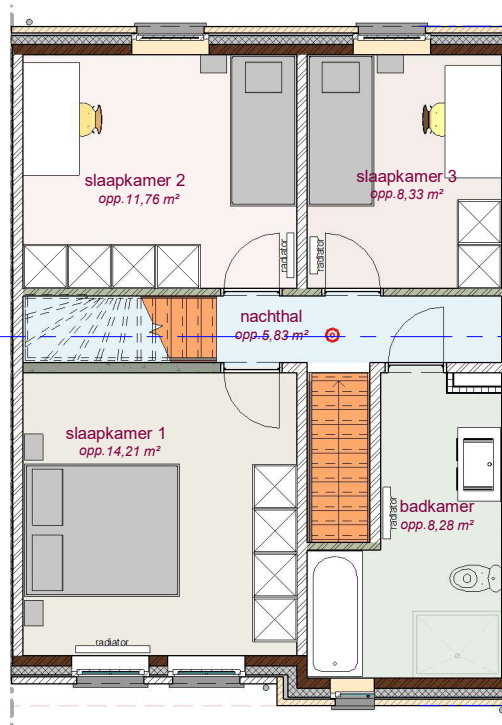 slaapkamer 2
opp.11,76 m²
slaapkamer 3
opp.8,33 m²
radiator
radiator
nachthal
opp.5,83 m²
slaapkamer 1
opp.14,21 m²
radiator
badkamer
opp.8,28 m²
radiator